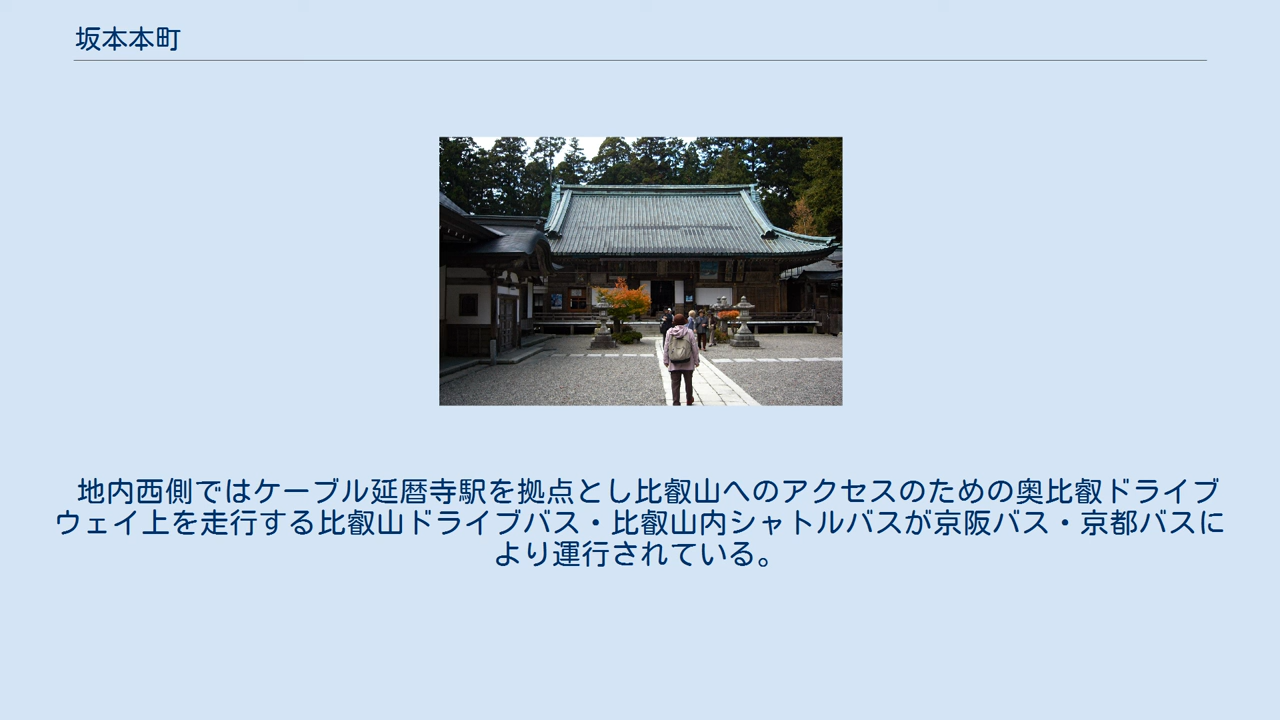 坂本本町
地内西側ではケーブル延暦寺駅を拠点とし比叡山へのアクセスのための奥比叡ドライブ
ウェイ上を走行する比叡山ドライブバス・比叡山内シャトルバスが京阪バス・京都バスに
より運行されている。